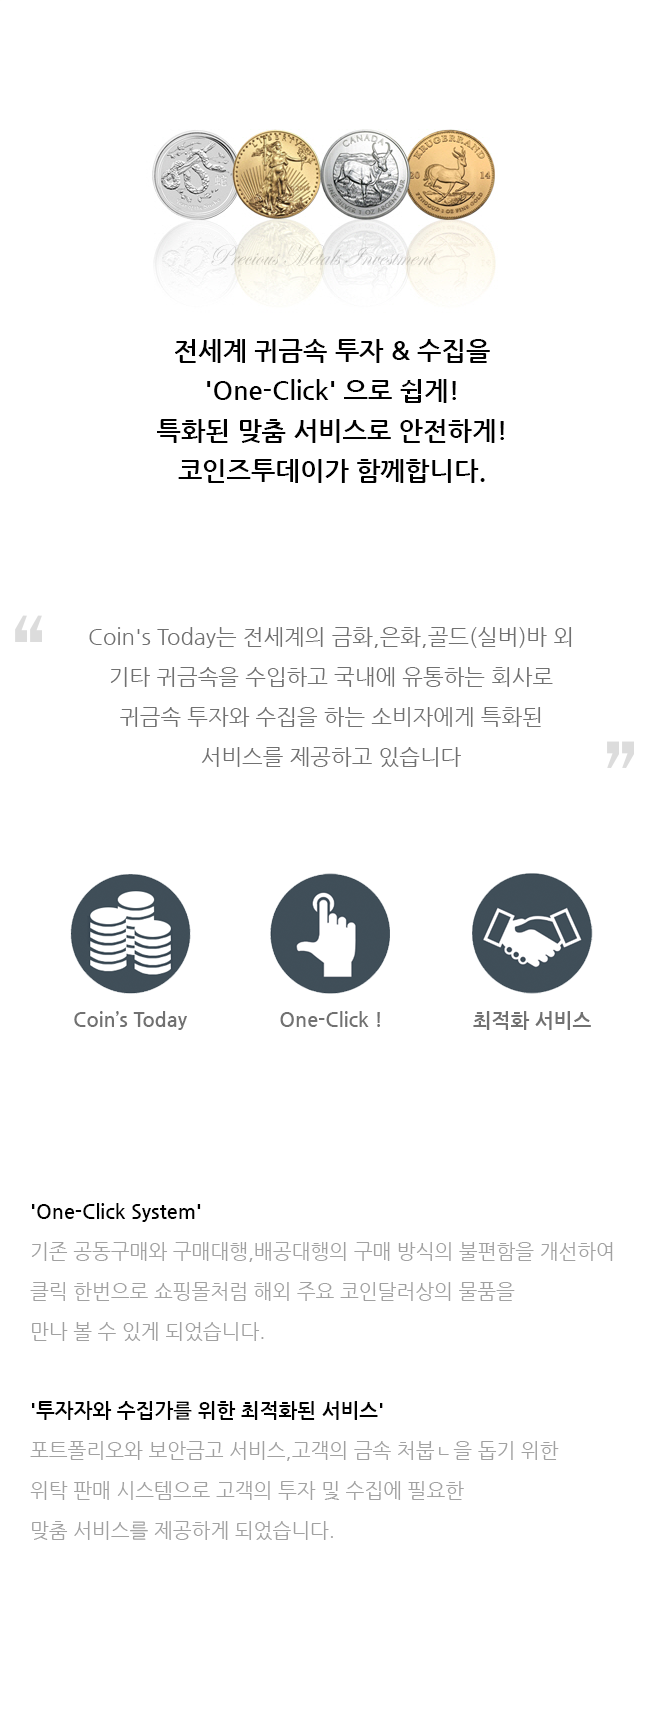 CANADA
KRUGERRAND
20 14
Precious Metals Investment
전세계 귀금속 투자 & 수집을
'One-Click' 으로 쉽게!
특화된 맞춤 서비스로 안전하게!
코인즈투데이가 함께합니다.
❝
Coin's Today는 전세계의 금화,은화,골드(실버)바 외
기타 귀금속을 수입하고 국내에 유통하는 회사로
귀금속 투자와 수집을 하는 소비자에게 특화된
서비스를 제공하고 있습니다
❞
Coin’s Today
One-Click !
최적화 서비스
'One-Click System'
기존 공동구매와 구매대행,배공대행의 구매 방식의 불편함을 개선하여
클릭 한번으로 쇼핑몰처럼 해외 주요 코인달러상의 물품을
만나 볼 수 있게 되었습니다.
'투자자와 수집가를 위한 최적화된 서비스'
포트폴리오와 보안금고 서비스,고객의 금속 처붑ㄴ을 돕기 위한
위탁 판매 시스템으로 고객의 투자 및 수집에 필요한
맞춤 서비스를 제공하게 되었습니다.